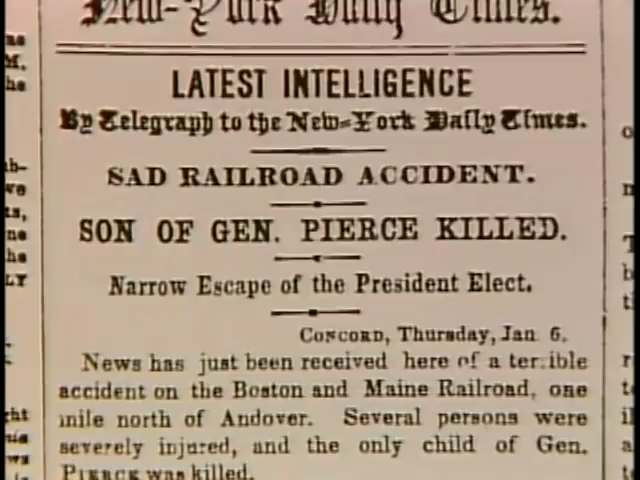 New-York Daily Times.
LATEST INTELLIGENCE
By Telegraph to the New-York Daily Times.
SAD RAILROAD ACCIDENT.
SON OF GEN. PIERCE KILLED.
Narrow Escape of the President Elect.
CONCORD, Thursday, Jan 6.
News has just been received here of a terrible
accident on the Boston and Maine Railroad, one
mile north of Andover. Several persons were
severely injured, and the only child of Gen.
PIERCE was killed.